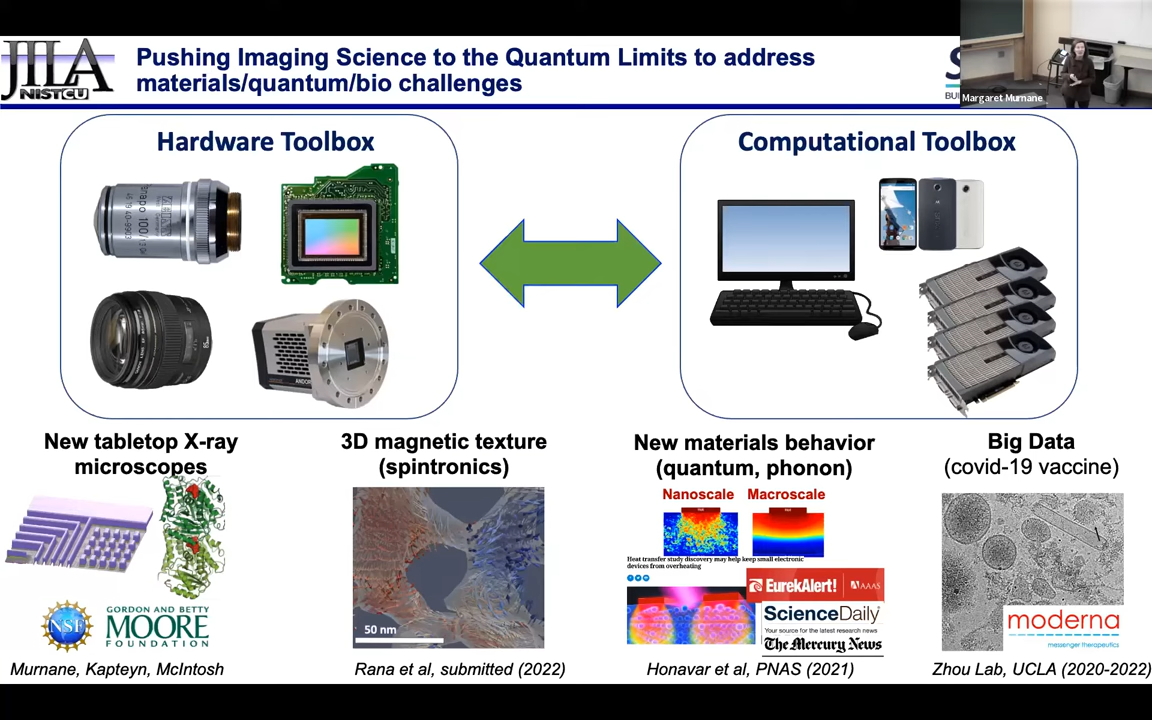 JILA
NIST CU
Pushing Imaging Science to the Quantum Limits to address
materials/quantum/bio challenges
S
BUI
Margaret Murnane
Hardware Toolbox
Computational Toolbox
ANDOR
New tabletop X-ray
microscopes
3D magnetic texture
(spintronics)
New materials behavior
(quantum, phonon)
Big Data
(covid-19 vaccine)
Nanoscale
Macroscale
Heat transfer study discovery may help keep small electronic
devices from overheating
EurekAlert!
AAAS
ScienceDaily
Your source for the latest research news
The Mercury News
50 nm
NSF
GORDON AND BETTY
MOORE
FOUNDATION
moderna
messenger therapeutics
Murnane, Kapteyn, McIntosh
Rana et al, submitted (2022)
Honavar et al, PNAS (2021)
Zhou Lab, UCLA (2020-2022)